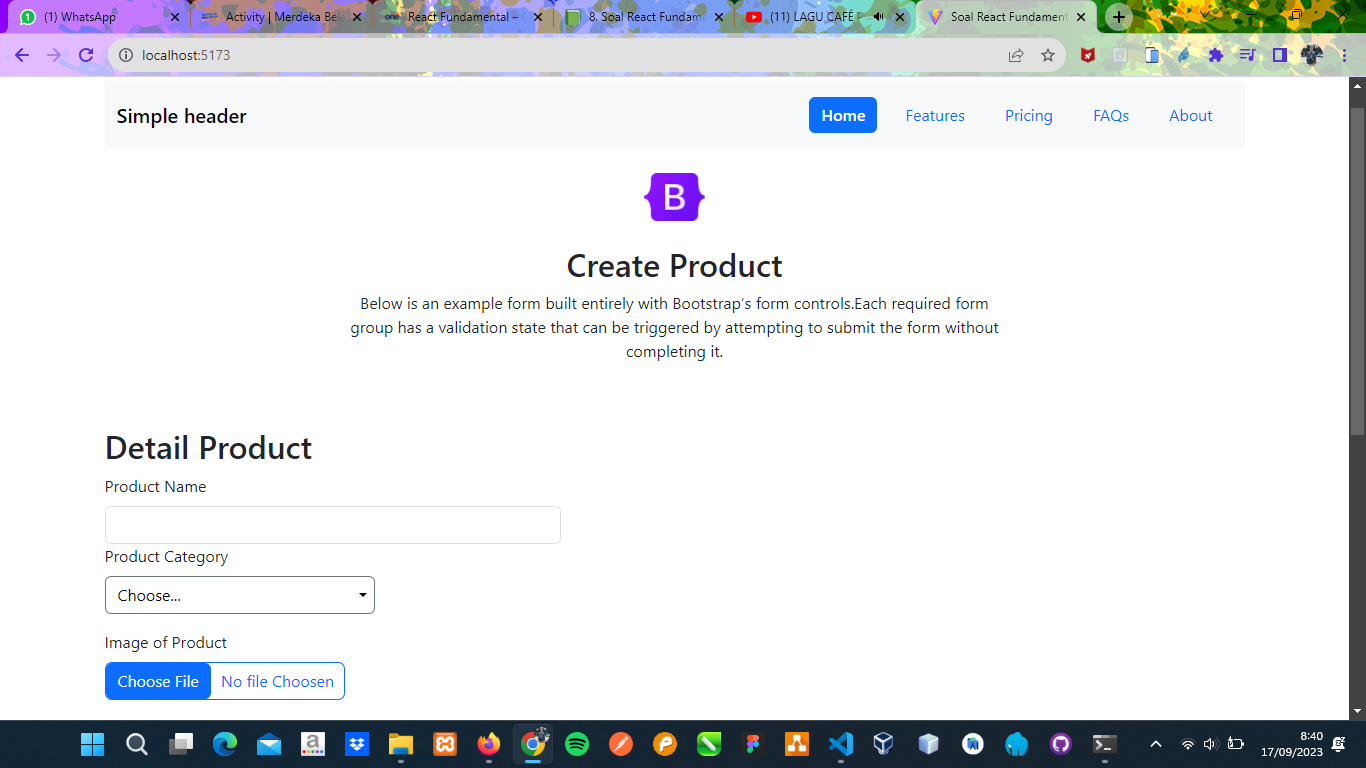 (1) WhatsApp
Activity | Merdeka Bela
React Fundamental –
8. Soal React Fundame
(11) LAGU CAFÉ P
Soal React Fundament
localhost:5173
Simple header
Home
Features
Pricing
FAQs
About
B
Create Product
Below is an example form built entirely with Bootstrap’s form controls.Each required form
group has a validation state that can be triggered by attempting to submit the form without
completing it.
Detail Product
Product Name
Product Category
Choose...
Image of Product
Choose File
No file Choosen
8:40
17/09/2023